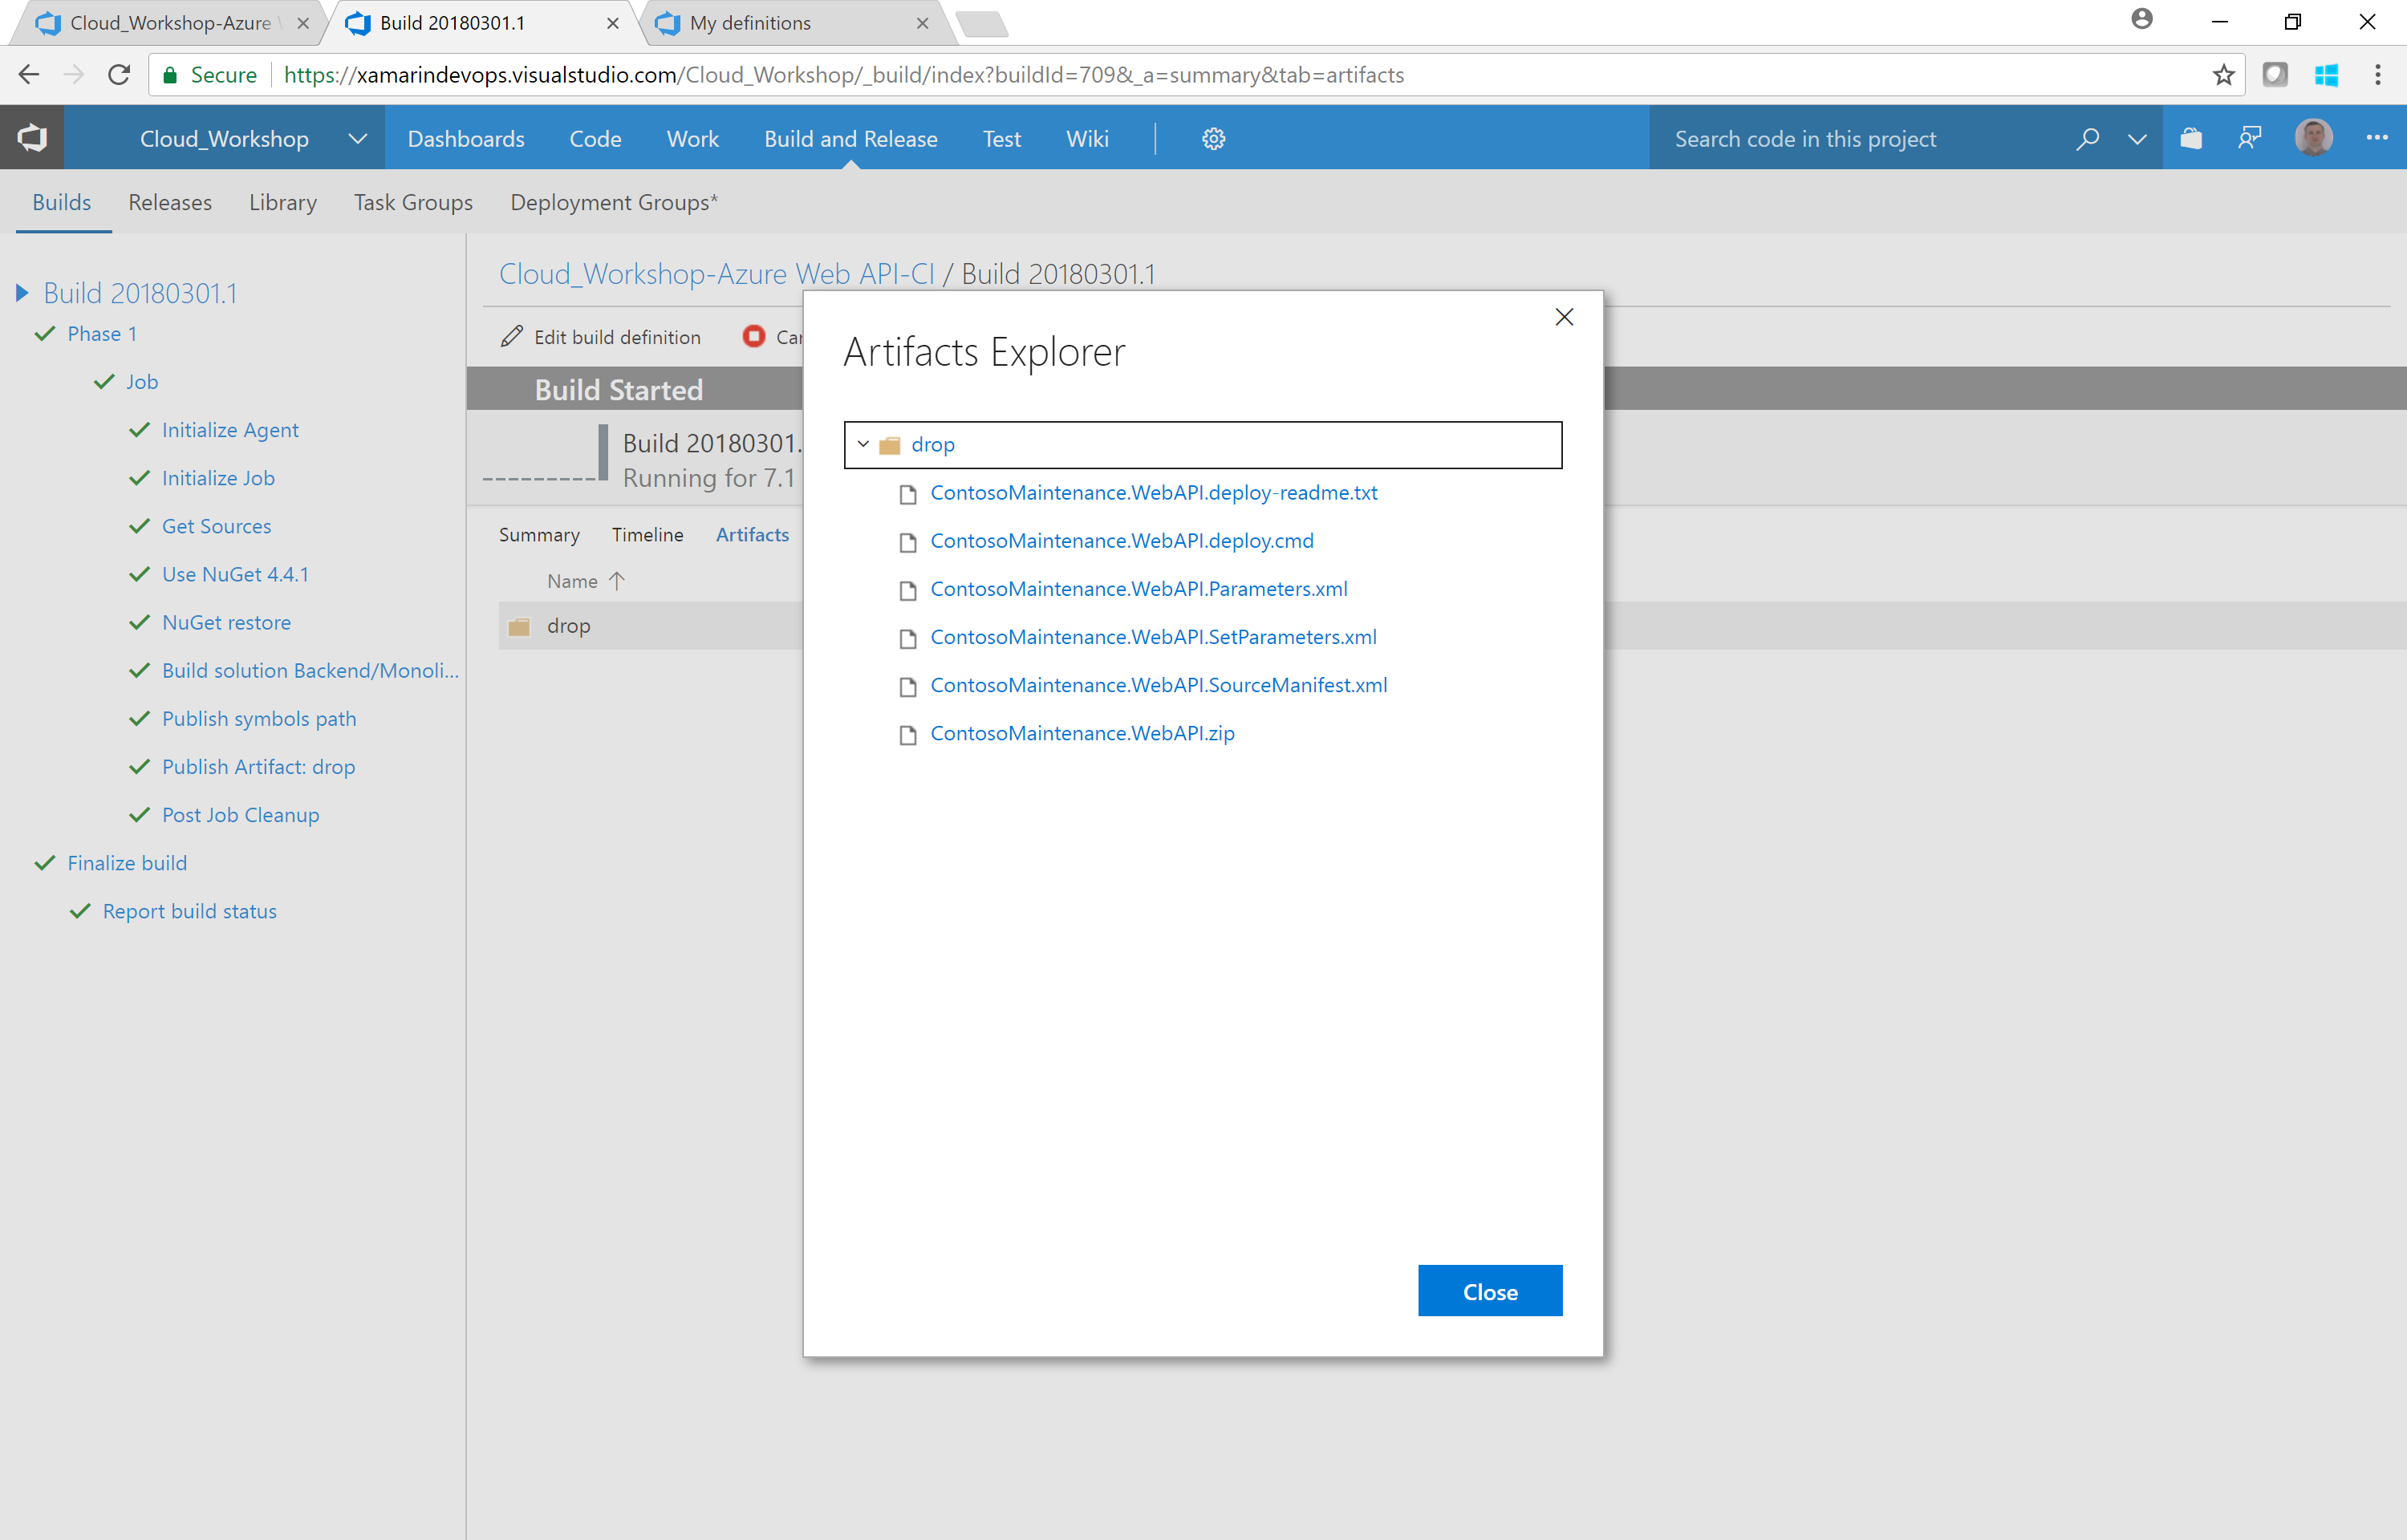 Cloud_Workshop-Azure
Build 20180301.1
My definitions
Secure https://xamarindevops.visualstudio.com/Cloud_Workshop/_build/index?buildId=709&_a=summary&tab=artifacts
Cloud_Workshop Dashboards Code Work Build and Release Test Wiki Search code in this project
Builds Releases Library Task Groups Deployment Groups*
Build 20180301.1
Phase 1
Job
Initialize Agent
Initialize Job
Get Sources
Use NuGet 4.4.1
NuGet restore
Build solution Backend/Monoli...
Publish symbols path
Publish Artifact: drop
Post Job Cleanup
Finalize build
Report build status
Cloud_Workshop-Azure Web API-CI / Build 20180301.1
Edit build definition Can
Build Started
Build 20180301.
Running for 7.1
Summary Timeline Artifacts
Name
drop
Artifacts Explorer
drop
ContosoMaintenance.WebAPI.deploy-readme.txt
ContosoMaintenance.WebAPI.deploy.cmd
ContosoMaintenance.WebAPI.Parameters.xml
ContosoMaintenance.WebAPI.SetParameters.xml
ContosoMaintenance.WebAPI.SourceManifest.xml
ContosoMaintenance.WebAPI.zip
Close